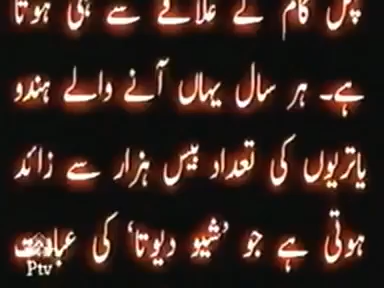 پہل گام کے علاقے سے ہی ہوتا
ہے۔ ہر سال یہاں آنے والے ہندو
یاتریوں کی تعداد بیس ہزار سے زائد
ہوتی ہے جو ’شیو دیوتا‘ کی عبادت
Ptv